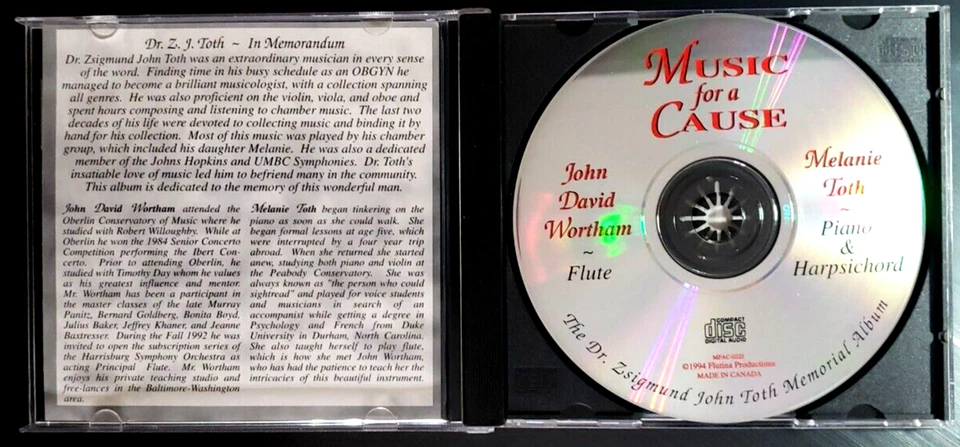 Dr. Z. J. Toth ~ In Memorandum
Dr. Zsigmund John Toth was an extraordinary musician in every sense
of the word. Finding time in his busy schedule as an OBGYN he
managed to become a brilliant musicologist, with a collection spanning
all genres. He was also proficient on the violin, viola, and oboe and
spent hours composing and listening to chamber music. The last two
decades of his life were devoted to collecting music and binding it by
hand for his collection. Most of this music was played by his chamber
group, which included his daughter Melanie. He was also a dedicated
member of the Johns Hopkins and UMBC Symphonies. Dr. Toth's
insatiable love of music led him to befriend many in the community.
This album is dedicated to the memory of this wonderful man.
John David Wortham attended the
Oberlin Conservatory of Music where he
studied with Robert Willoughby. While at
Oberlin he won the 1984 Senior Concerto
Competition performing the Ibert Con-
certo. Prior to attending Oberlin, he
studied with Timothy Day whom he values
as his greatest influence and mentor.
Mr. Wortham has been a participant in
the master classes of the late Murray
Panitz, Bernard Goldberg, Bonita Boyd,
Julius Baker, Jeffrey Khaner, and Jeanne
Baxtresser. During the Fall 1992 he was
invited to open the subscription series of
the Harrisburg Symphony Orchestra as
acting Principal Flute. Mr. Wortham
enjoys his private teaching studio and
free-lances in the Baltimore-Washington
area.
Melanie Toth began tinkering on the
piano as soon as she could walk. She
began formal lessons at age five, which
were interrupted by a four year trip
abroad. When she returned she started
anew, studying both piano and violin at
the Peabody Conservatory. She was
always known as "the person who could
sightread" and played for voice students
and musicians in search of an
accompanist while getting a degree in
Psychology and French from Duke
University in Durham, North Carolina.
She also taught herself to play flute,
which is how she met John Wortham,
who has had the patience to teach her the
intricacies of this beautiful instrument.
MUSIC
for a
CAUSE
John
David
Wortham
~
Flute
Melanie
Toth
~
Piano
&
Harpsichord
COMPACT
disc
DIGITAL AUDIO
©1994 Flutina Productions
MADE IN CANADA
The Dr. Zsigmund John Toth Memorial Album